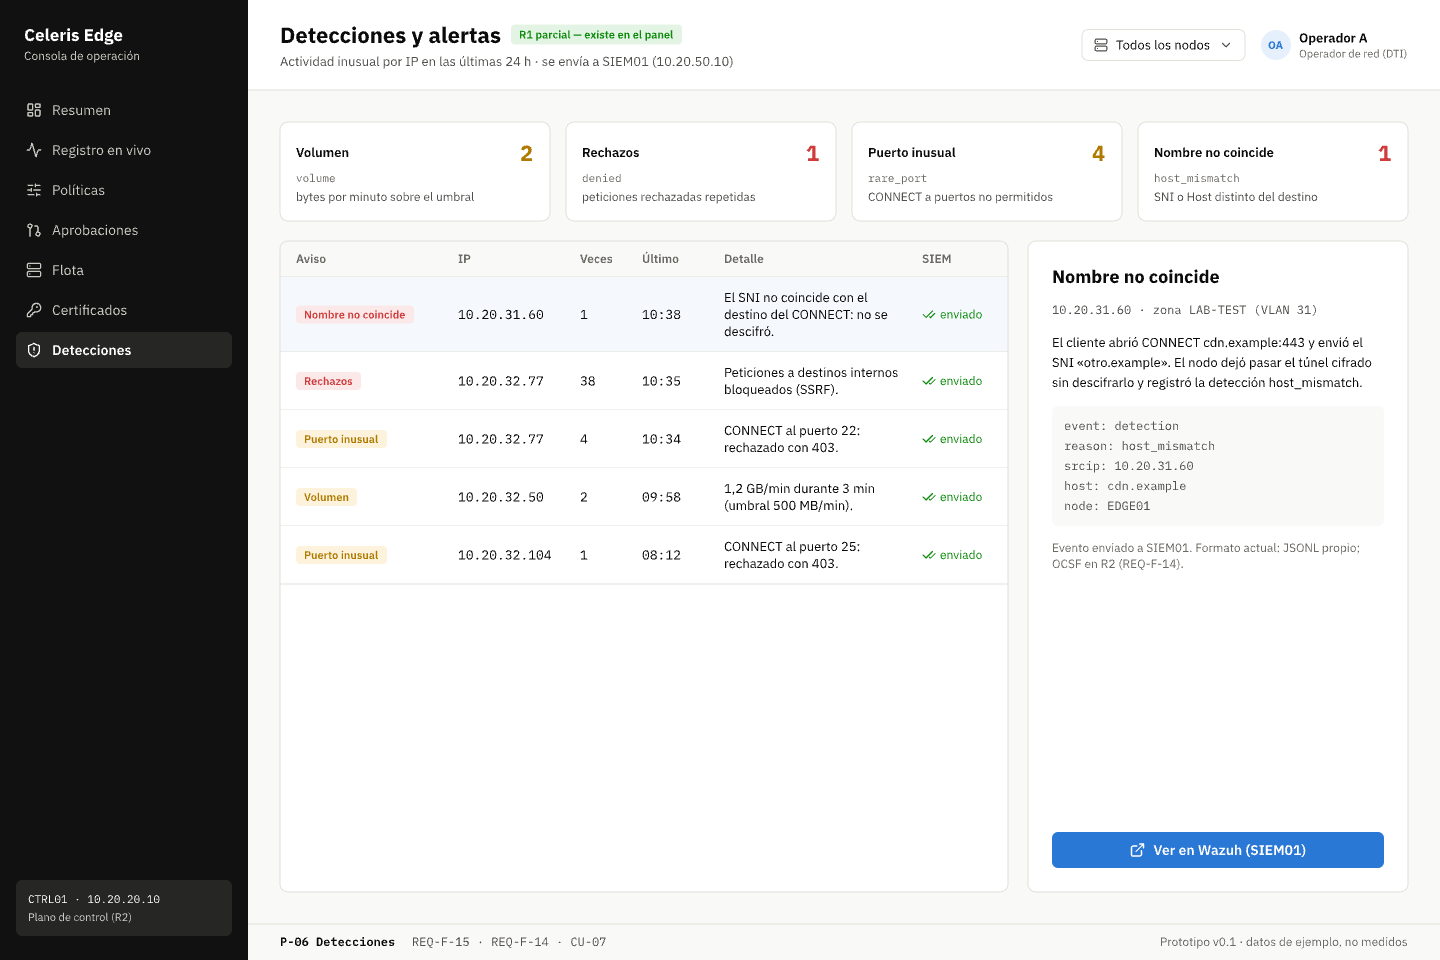 Celeris Edge
Consola de operación
Resumen
Registro en vivo
Políticas
Aprobaciones
Flota
Certificados
Detecciones
CTRL01 · 10.20.20.10
Plano de control (R2)
Detecciones y alertas
R1 parcial — existe en el panel
Actividad inusual por IP en las últimas 24 h · se envía a SIEM01 (10.20.50.10)
Todos los nodos
OA
Operador A
Operador de red (DTI)
Volumen 2
volume
bytes por minuto sobre el umbral
Rechazos 1
denied
peticiones rechazadas repetidas
Puerto inusual 4
rare_port
CONNECT a puertos no permitidos
Nombre no coincide 1
host_mismatch
SNI o Host distinto del destino
Aviso IP Veces Último Detalle SIEM
Nombre no coincide 10.20.31.60 1 10:38 El SNI no coincide con el
destino del CONNECT: no se
descifró.
enviado
Rechazos 10.20.32.77 38 10:35 Peticiones a destinos internos
bloqueados (SSRF).
enviado
Puerto inusual 10.20.32.77 4 10:34 CONNECT al puerto 22:
rechazado con 403.
enviado
Volumen 10.20.32.50 2 09:58 1,2 GB/min durante 3 min
(umbral 500 MB/min).
enviado
Puerto inusual 10.20.32.104 1 08:12 CONNECT al puerto 25:
rechazado con 403.
enviado
Nombre no coincide
10.20.31.60 · zona LAB-TEST (VLAN 31)
El cliente abrió CONNECT cdn.example:443 y envió el
SNI «otro.example». El nodo dejó pasar el túnel cifrado
sin descifrarlo y registró la detección host_mismatch.
event: detection
reason: host_mismatch
srcip: 10.20.31.60
host: cdn.example
node: EDGE01
Evento enviado a SIEM01. Formato actual: JSONL propio;
OCSF en R2 (REQ-F-14).
Ver en Wazuh (SIEM01)
P-06 Detecciones REQ-F-15 · REQ-F-14 · CU-07
Prototipo v0.1 · datos de ejemplo, no medidos